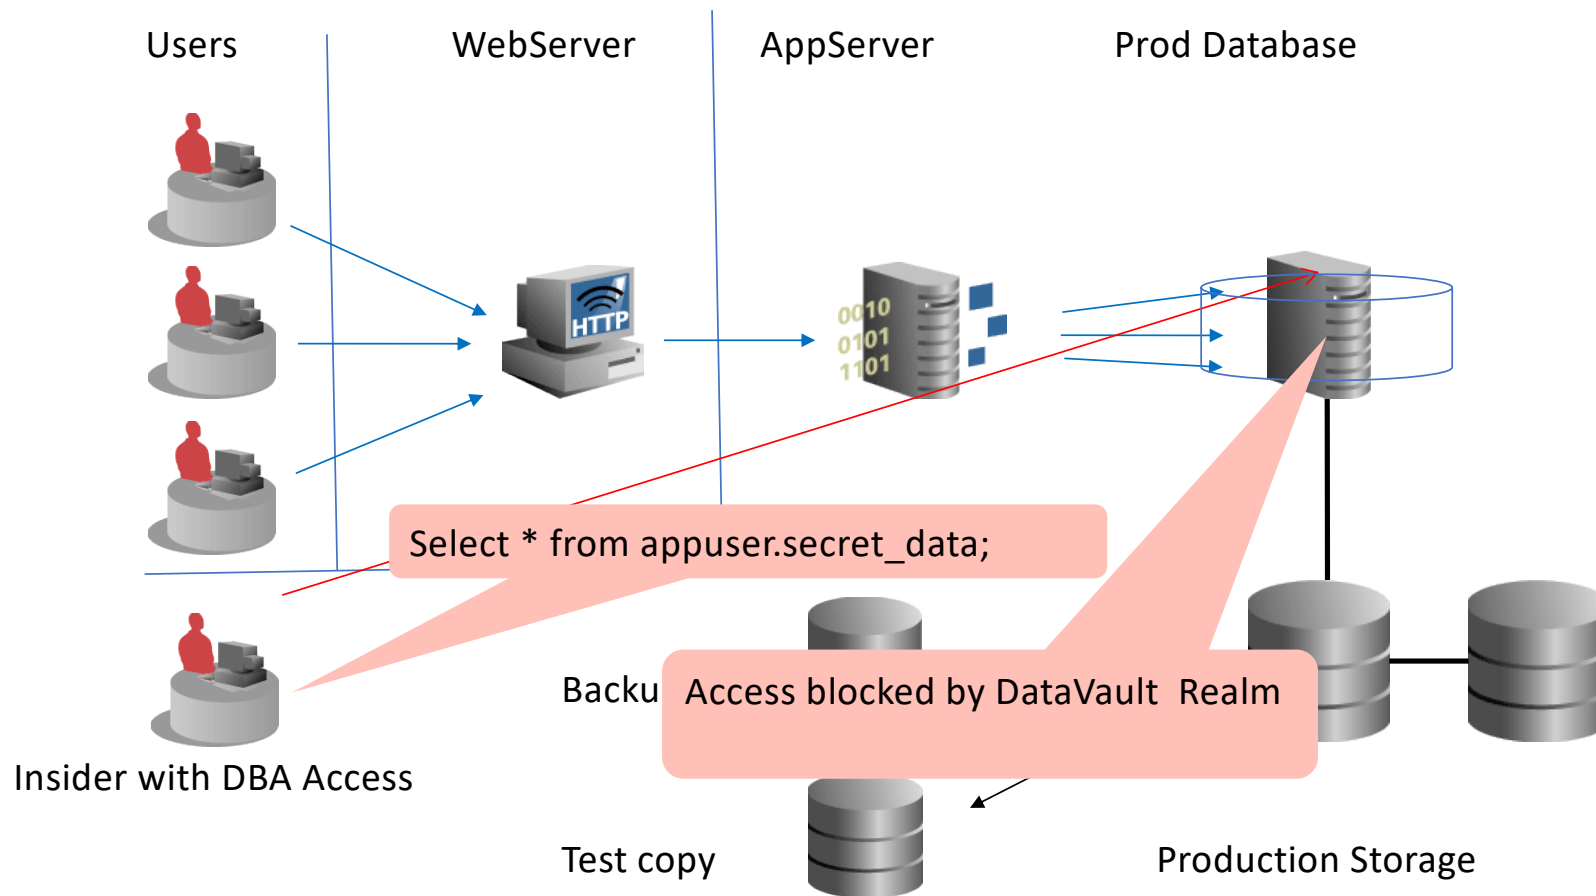 Users
WebServer
AppServer
Prod Database
HTTP
0010
0101
1101
Select * from appuser.secret_data;
Backu
Access blocked by DataVault Realm
Insider with DBA Access
Test copy
Production Storage